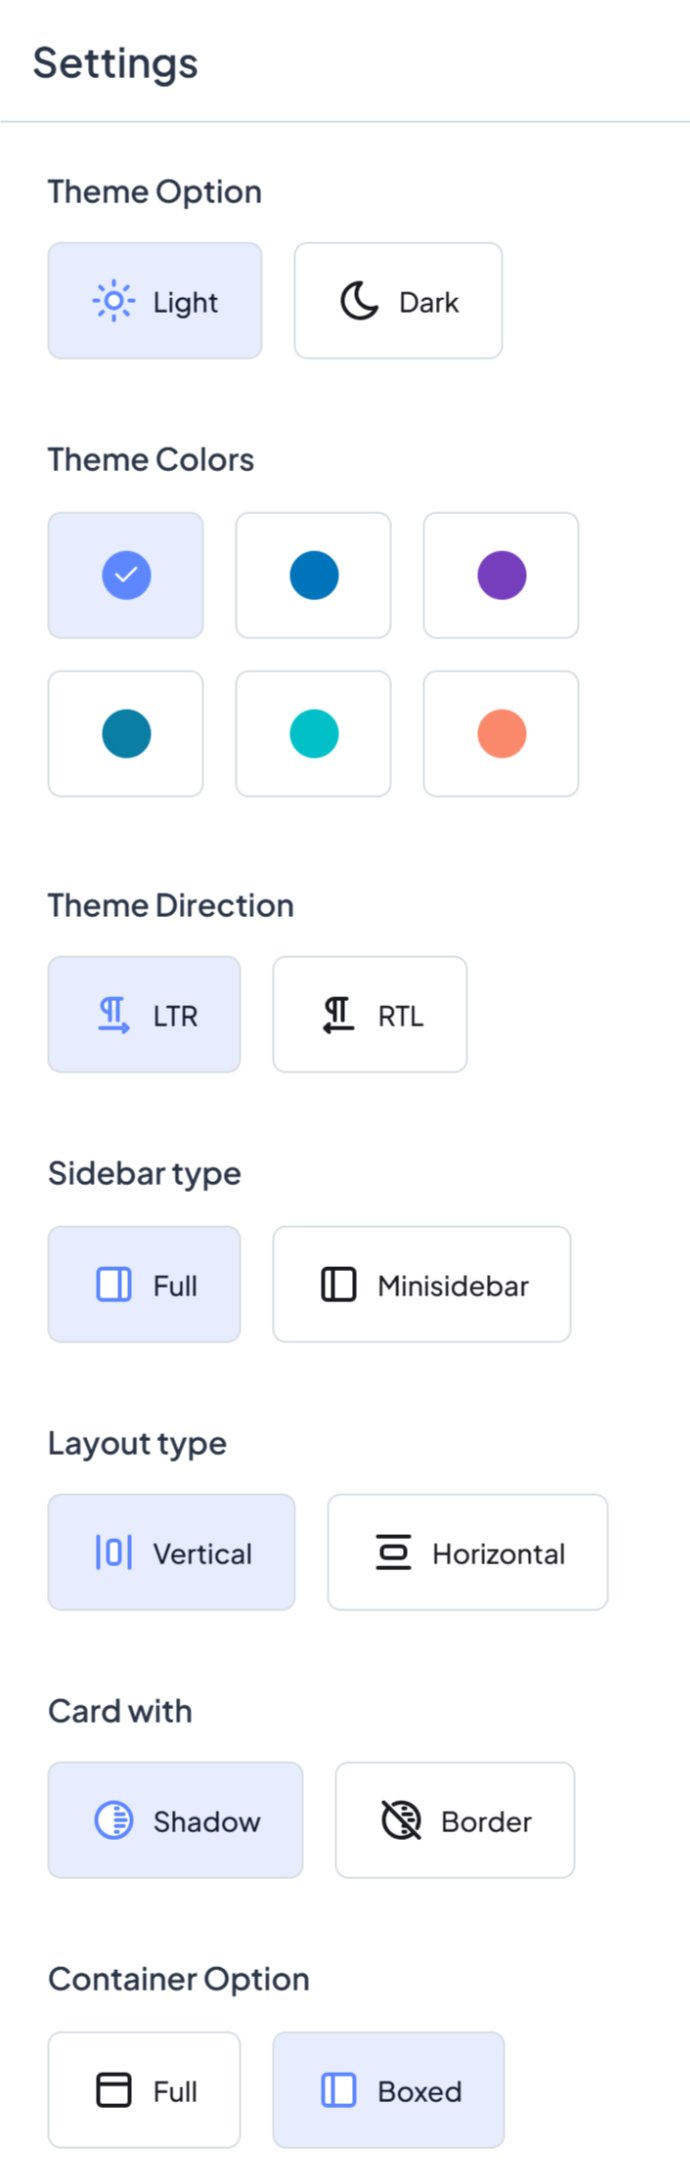 Settings
Theme Option
Light Dark
Theme Colors
Theme Direction
LTR RTL
Sidebar type
Full Minisidebar
Layout type
Vertical Horizontal
Card with
Shadow Border
Container Option
Full Boxed